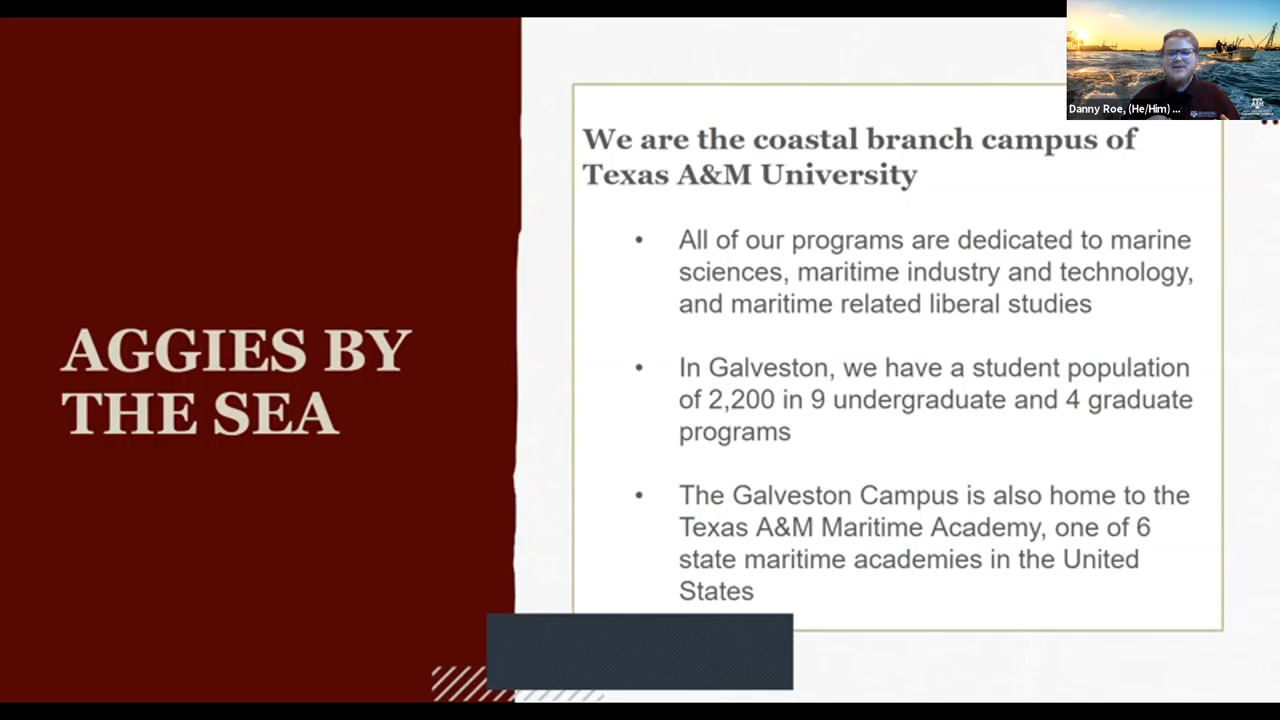 AGGIES BY
THE SEA
We are the coastal branch campus of
Texas A&M University
• All of our programs are dedicated to marine
sciences, maritime industry and technology,
and maritime related liberal studies
• In Galveston, we have a student population
of 2,200 in 9 undergraduate and 4 graduate
programs
• The Galveston Campus is also home to the
Texas A&M Maritime Academy, one of 6
state maritime academies in the United
States
Danny Roe, (He/Him) ...